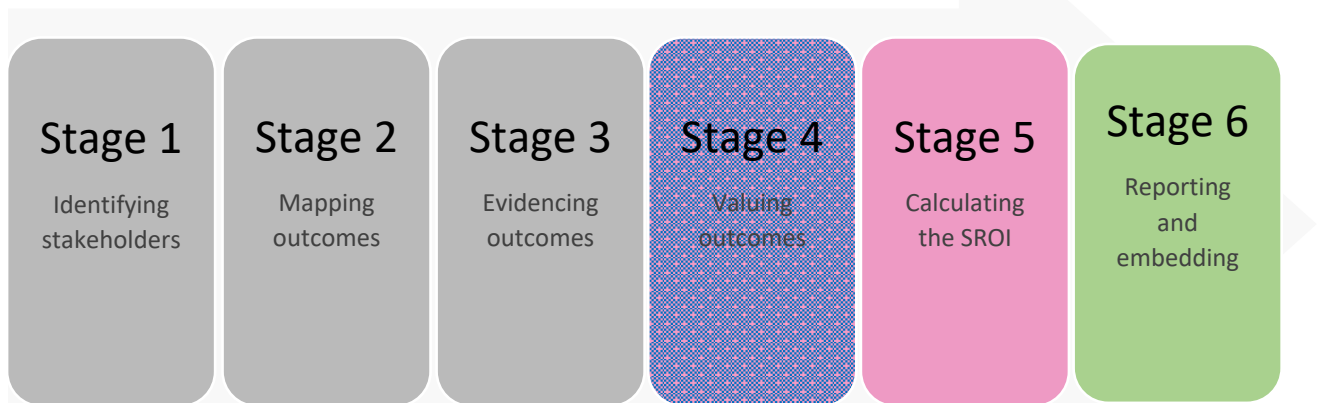 Stage 1
Identifying
stakeholders
Stage 2
Mapping
outcomes
Stage 3
Evidencing
outcomes
Stage 4
Valuing
outcomes
Stage 5
Calculating
the SROI
Stage 6
Reporting
and
embedding